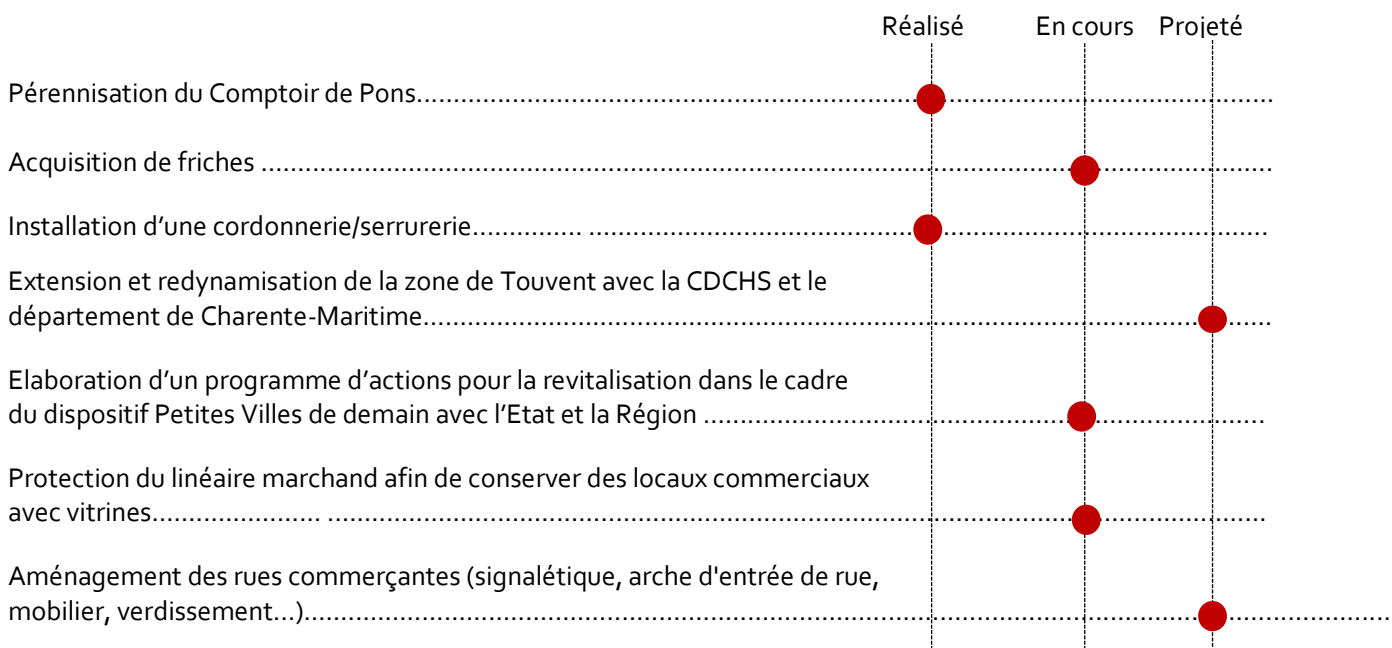 Réalisé En cours Projeté
Pérennisation du Comptoir de Pons...........................................................................................................
Acquisition de friches ................................................................................................................................
Installation d’une cordonnerie/serrurerie............... .....................................................................................
Extension et redynamisation de la zone de Touvent avec la CDCHS et le
département de Charente-Maritime..........................................................................................................
Elaboration d’un programme d’actions pour la revitalisation dans le cadre
du dispositif Petites Villes de demain avec l’Etat et la Région ......................................................................
Protection du linéaire marchand afin de conserver des locaux commerciaux
avec vitrines..................... .....................................................................................................................
Aménagement des rues commerçantes (signalétique, arche d'entrée de rue,
mobilier, verdissement...).........................................................................................................................